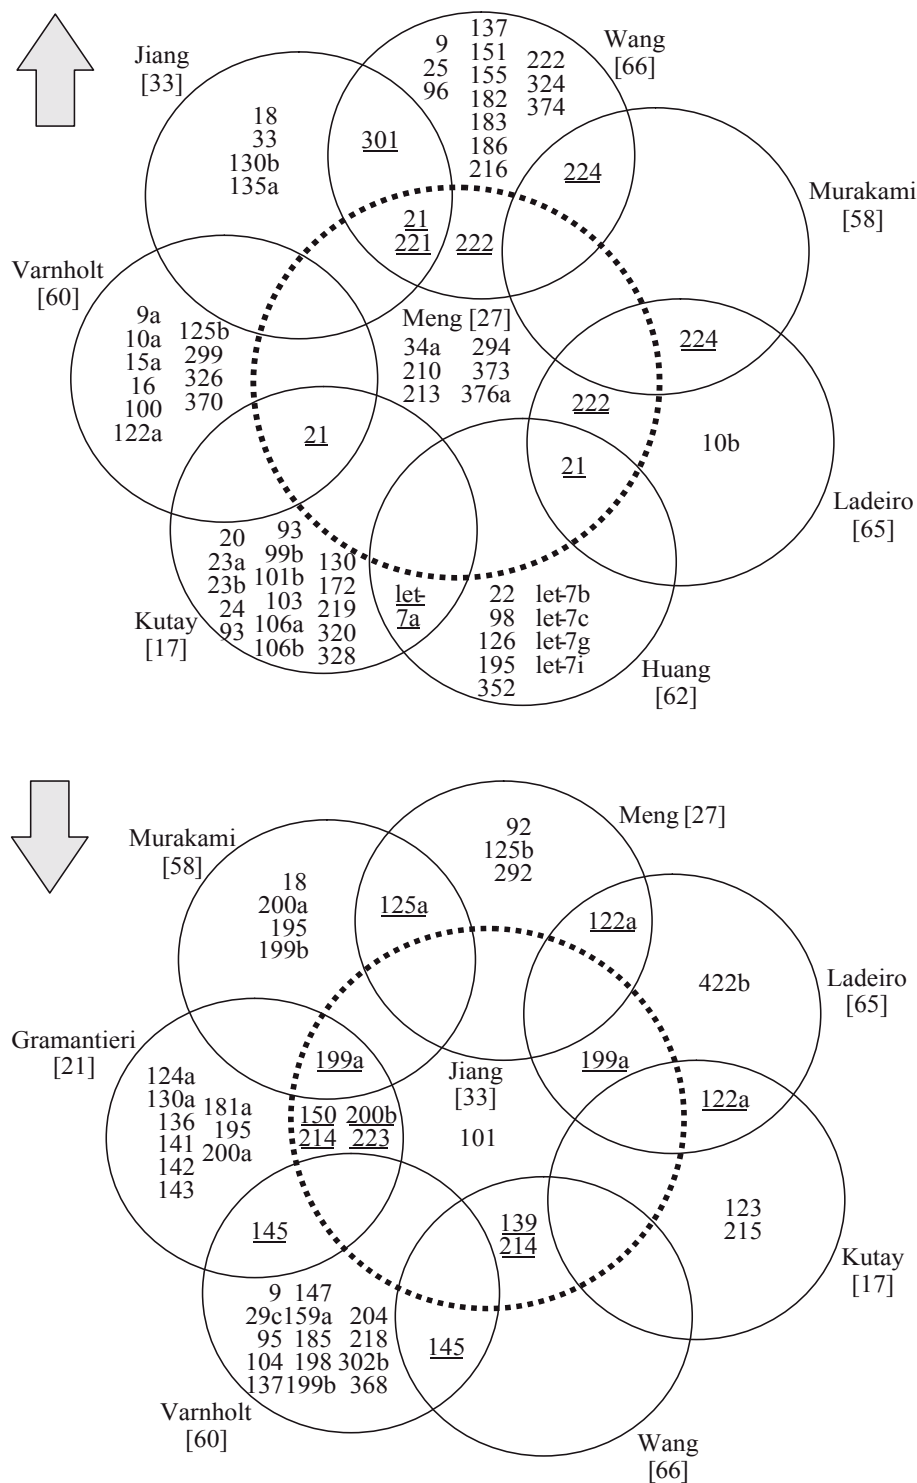 Jiang
[33]
18
33
130b
135a
301
9
25
96
137
151
155
182
183
186
216
222
324
374
Wang
[66]
224
Murakami
[58]
21
221
222
Varnholt
[60]
9a
10a
15a
16
100
122a
125b
299
326
370
Meng [27]
34a 294
210 373
213 376a
224
222
21
21
10b
Ladeiro
[65]
20
23a
23b
24
93
93
99b
101b
103
106a
106b
130
172
219
320
328
Kutay
[17]
let-
7a
22 let-7b
98 let-7c
126 let-7g
195 let-7i
352
Huang
[62]
Murakami
[58]
18
200a
195
199b
125a
92
125b
292
Meng [27]
122a
422b
Ladeiro
[65]
Gramantieri
[21]
124a
130a
136
141
142
143
181a
195
200a
199a
150 200b
214 223
Jiang
[33]
101
199a
122a
145
139
214
123
215
Kutay
[17]
9 147
29c 159a 204
95 185 218
104 198 302b
137 199b 368
145
Varnholt
[60]
Wang
[66]